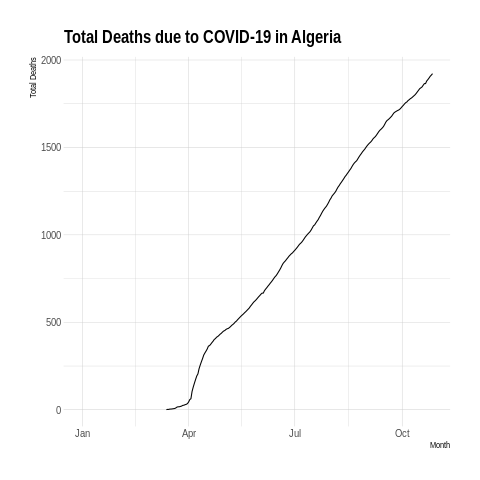 Total Deaths due to COVID-19 in Algeria
Total Deaths
2000
1500
1000
500
0
Jan Apr Jul Oct
Month